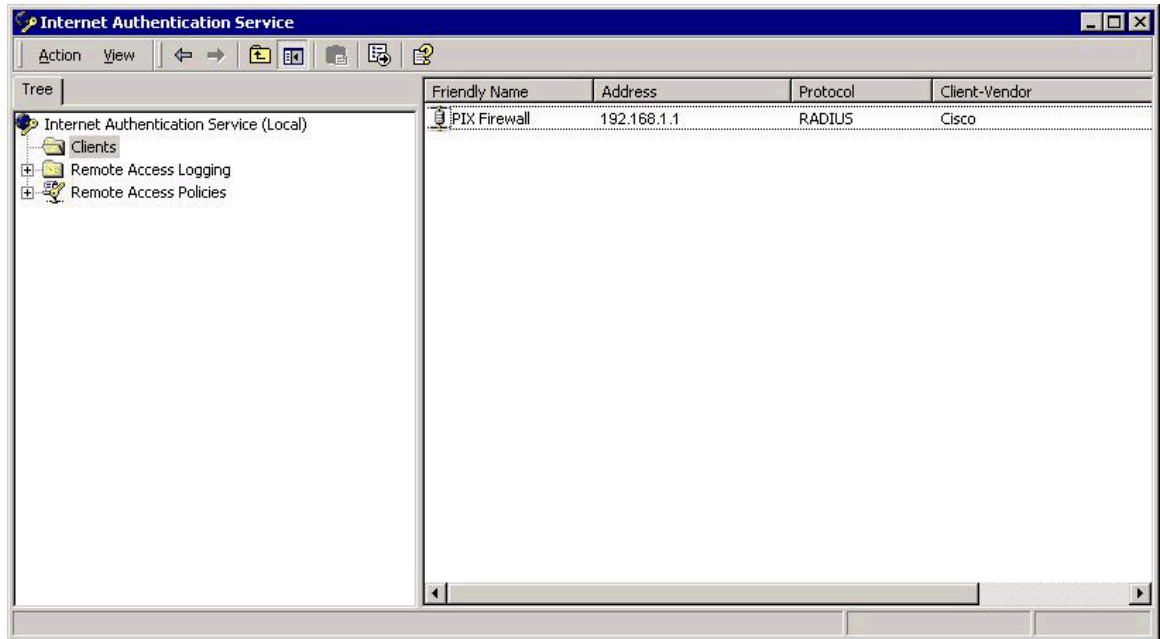 Internet Authentication Service
Action View
Tree
Internet Authentication Service (Local)
Clients
Remote Access Logging
Remote Access Policies
Friendly Name Address Protocol Client-Vendor
PIX Firewall 192.168.1.1 RADIUS Cisco